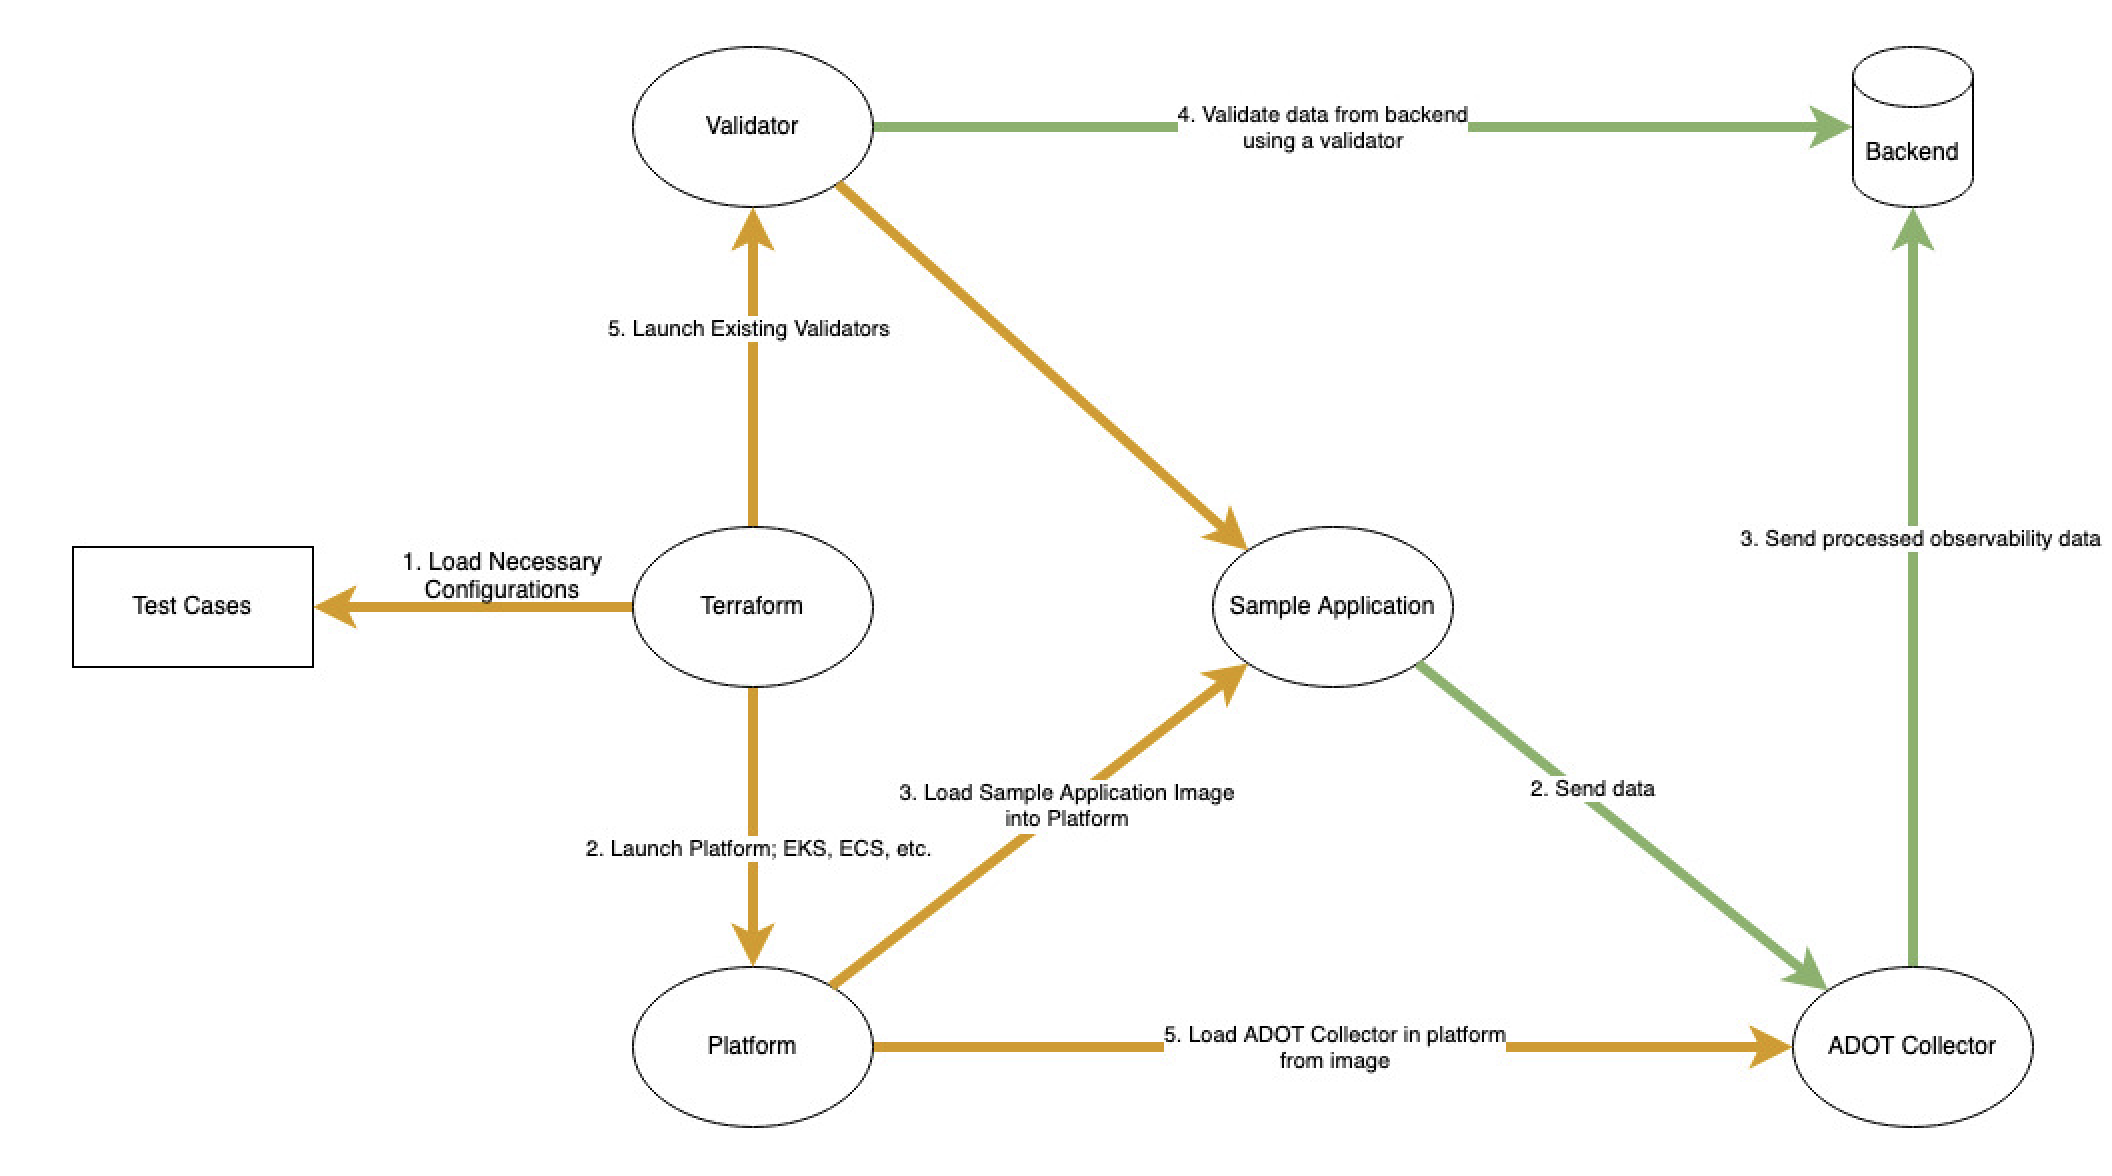 Validator
4. Validate data from backend
using a validator
Backend
5. Launch Existing Validators
3. Send processed observability data
1. Load Necessary
Configurations
Test Cases
Terraform
Sample Application
3. Load Sample Application Image
into Platform
2. Send data
2. Launch Platform; EKS, ECS, etc.
5. Load ADOT Collector in platform
from image
Platform
ADOT Collector